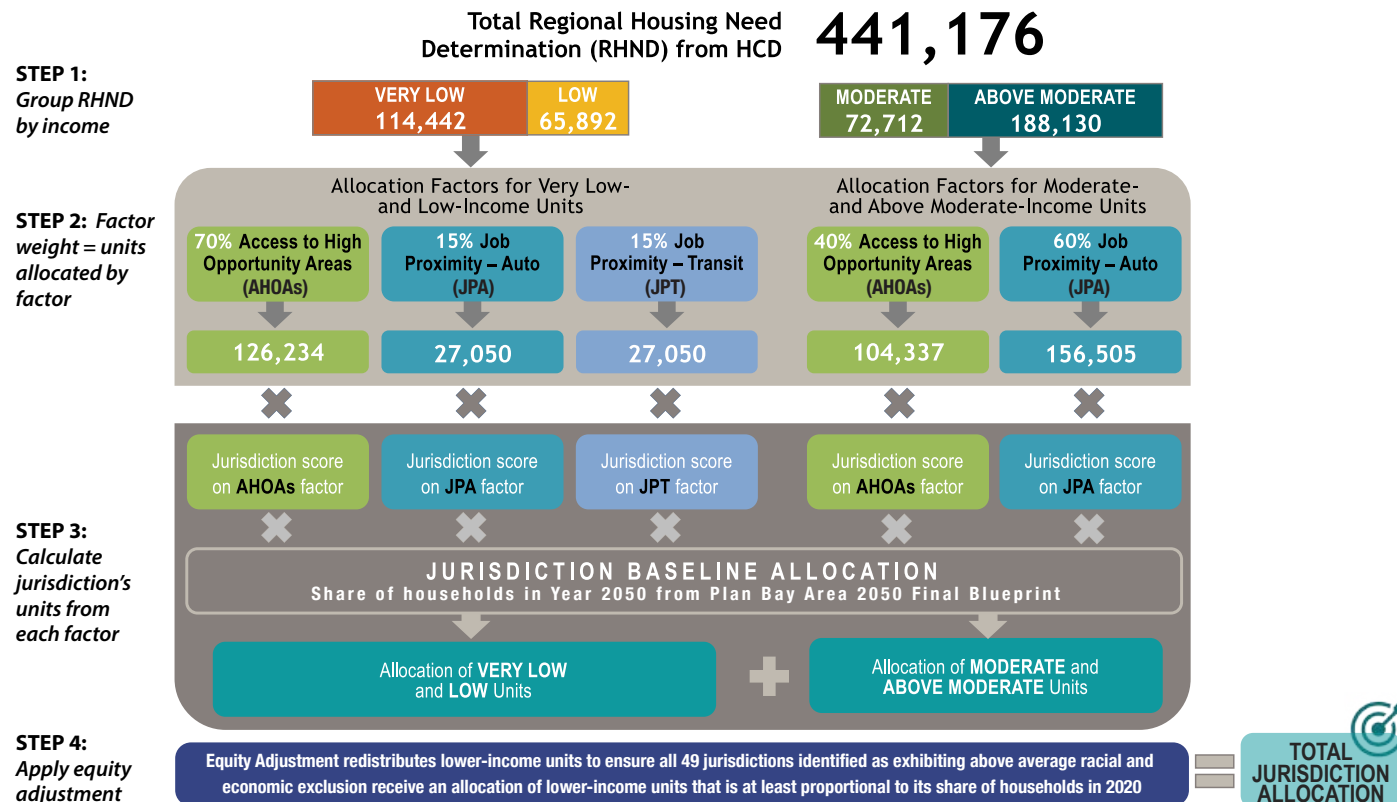 Total Regional Housing Need
Determination (RHND) from HCD
441,176
STEP 1:
Group RHND
by income
VERY LOW
114,442
LOW
65,892
MODERATE
72,712
ABOVE MODERATE
188,130
STEP 2: Factor
weight = units
allocated by
factor
Allocation Factors for Very Low-
and Low-Income Units
70% Access to High
Opportunity Areas
(AHOAs)
15% Job
Proximity – Auto
(JPA)
15% Job
Proximity – Transit
(JPT)
126,234
27,050
27,050
Allocation Factors for Moderate-
and Above Moderate-Income Units
40% Access to High
Opportunity Areas
(AHOAs)
60% Job
Proximity – Auto
(JPA)
104,337
156,505
STEP 3:
Calculate
jurisdiction's
units from
each factor
Jurisdiction score
on AHOAs factor
Jurisdiction score
on JPA factor
Jurisdiction score
on JPT factor
Jurisdiction score
on AHOAs factor
Jurisdiction score
on JPA factor
JURISDICTION BASELINE ALLOCATION
Share of households in Year 2050 from Plan Bay Area 2050 Final Blueprint
Allocation of VERY LOW
and LOW Units
Allocation of MODERATE and
ABOVE MODERATE Units
STEP 4:
Apply equity
adjustment
Equity Adjustment redistributes lower-income units to ensure all 49 jurisdictions identified as exhibiting above average racial and
economic exclusion receive an allocation of lower-income units that is at least proportional to its share of households in 2020
TOTAL
JURISDICTION
ALLOCATION